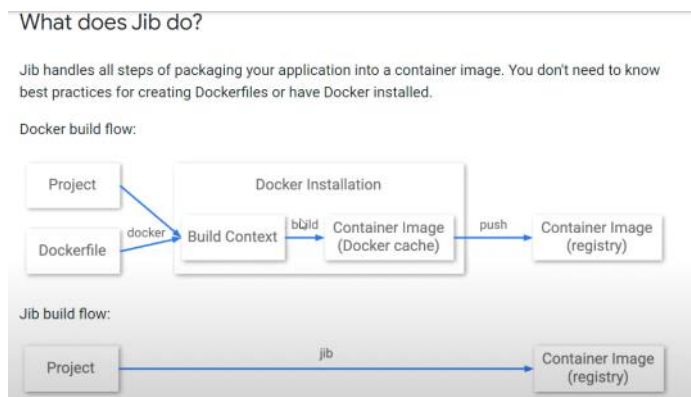 What does Jib do?
Jib handles all steps of packaging your application into a container image. You don't need to know
best practices for creating Dockerfiles or have Docker installed.
Docker build flow:
Project
Docker Installation
Dockerfile
docker
Build Context
build
Container Image
(Docker cache)
push
Container Image
(registry)
Jib build flow:
Project
jib
Container Image
(registry)